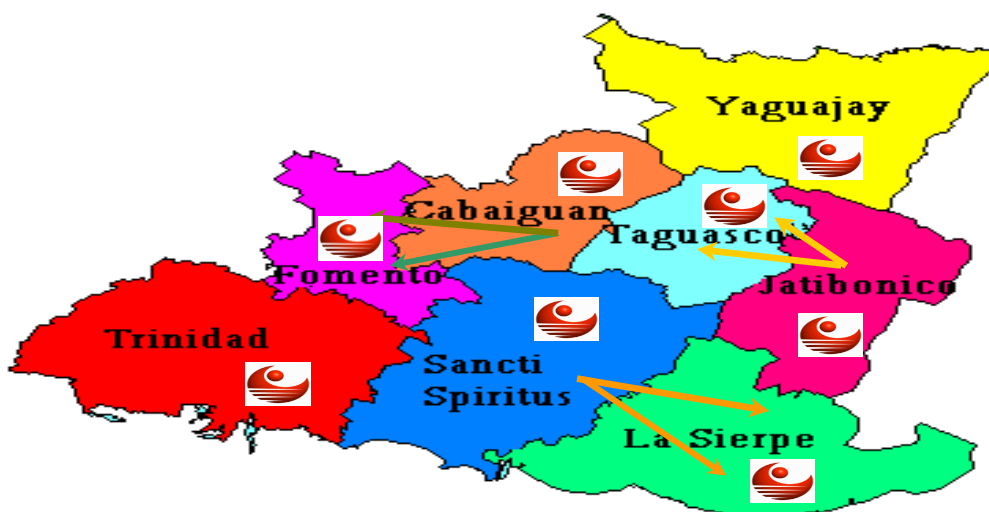 Yaguajay
Cabaiguan
Taguasco
Fomento
Jatibonico
Trinidad
Sancti
Spiritus
La Sierpe